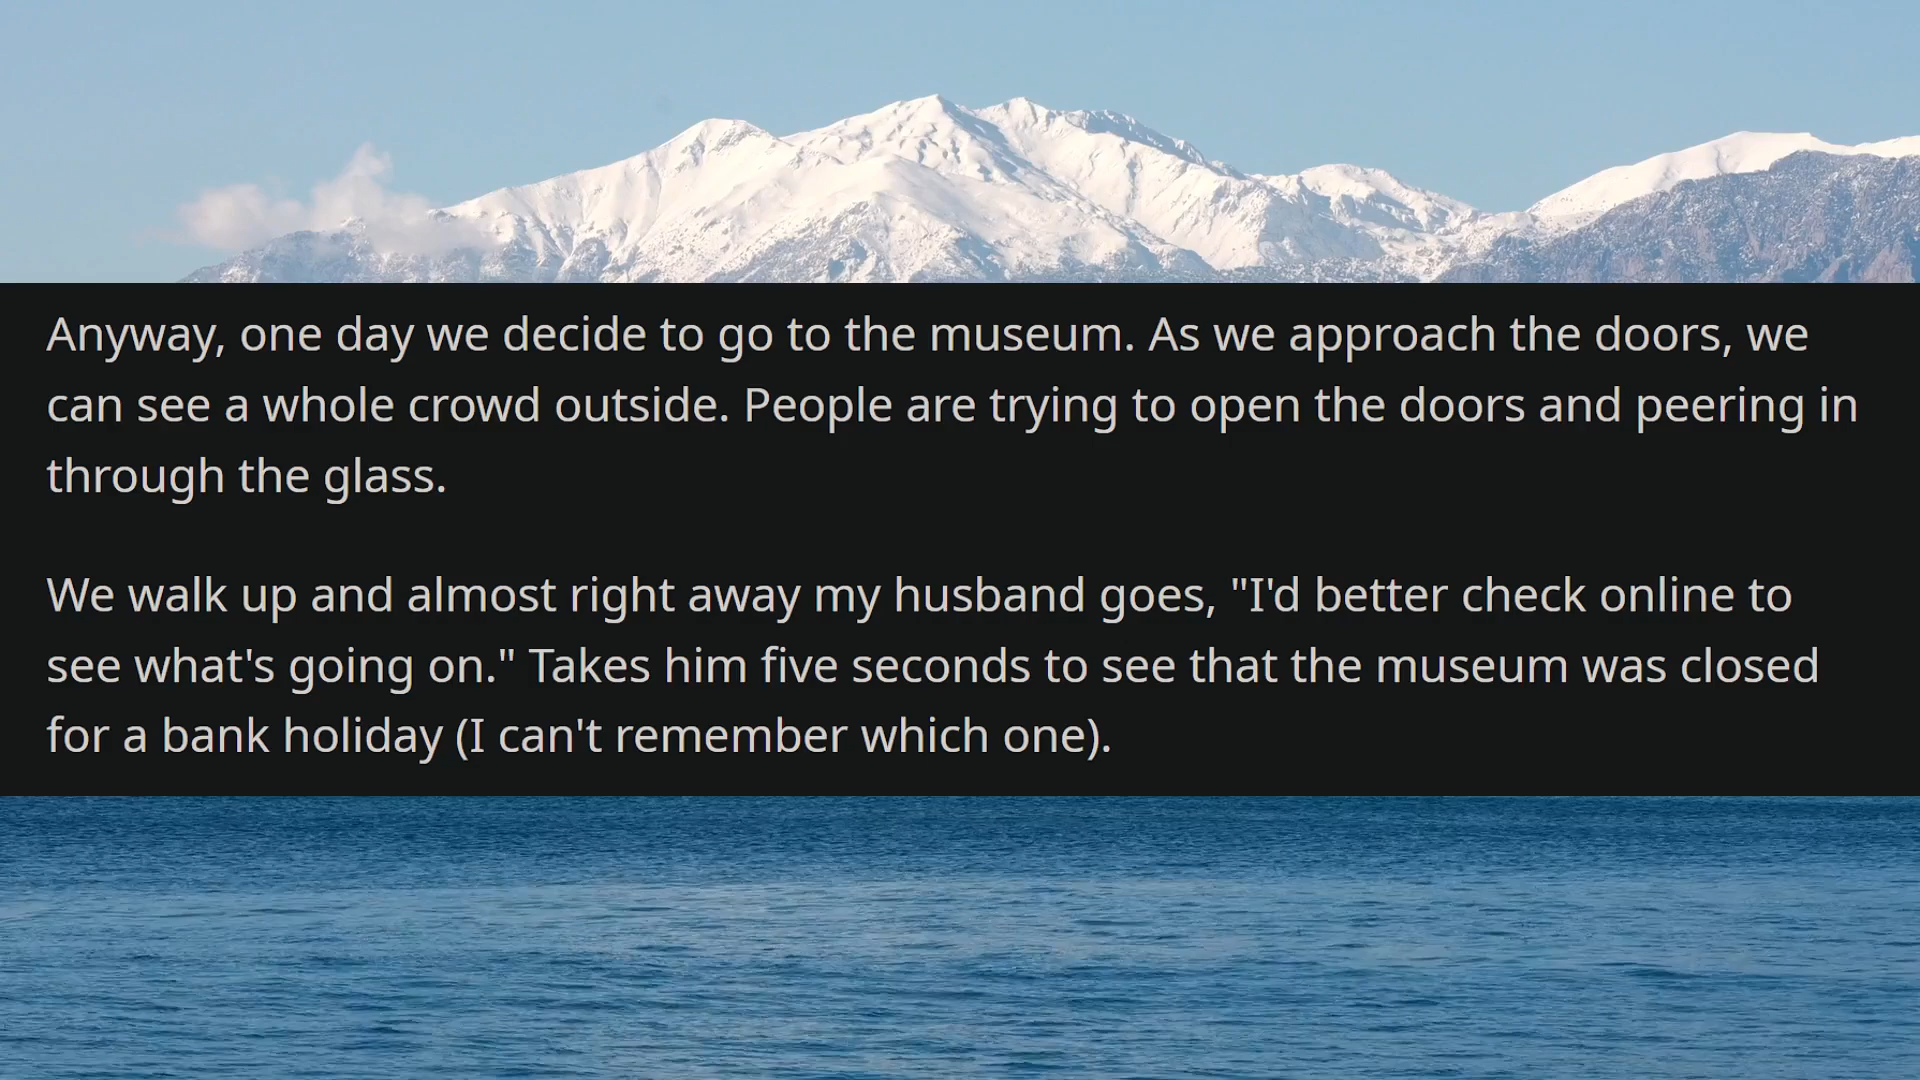 Anyway, one day we decide to go to the museum. As we approach the doors, we
can see a whole crowd outside. People are trying to open the doors and peering in
through the glass.
We walk up and almost right away my husband goes, "I'd better check online to
see what's going on." Takes him five seconds to see that the museum was closed
for a bank holiday (I can't remember which one).